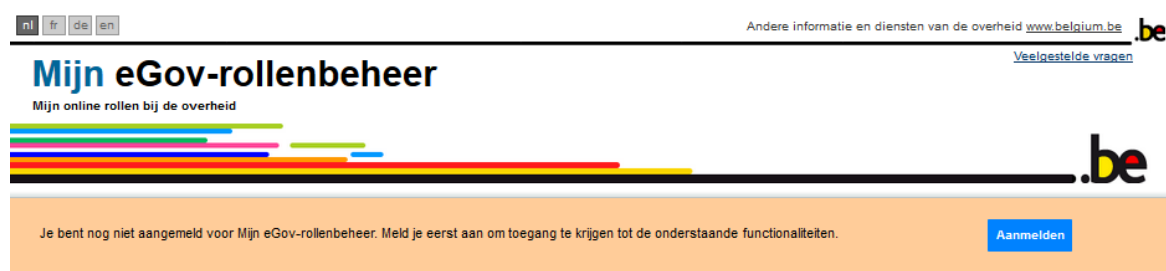 nl fr de en
Andere informatie en diensten van de overheid www.belgium.be
.be
Veelgestelde vragen
Mijn eGov-rollenbeheer
Mijn online rollen bij de overheid
.be
Je bent nog niet aangemeld voor Mijn eGov-rollenbeheer. Meld je eerst aan om toegang te krijgen tot de onderstaande functionaliteiten.
Aanmelden